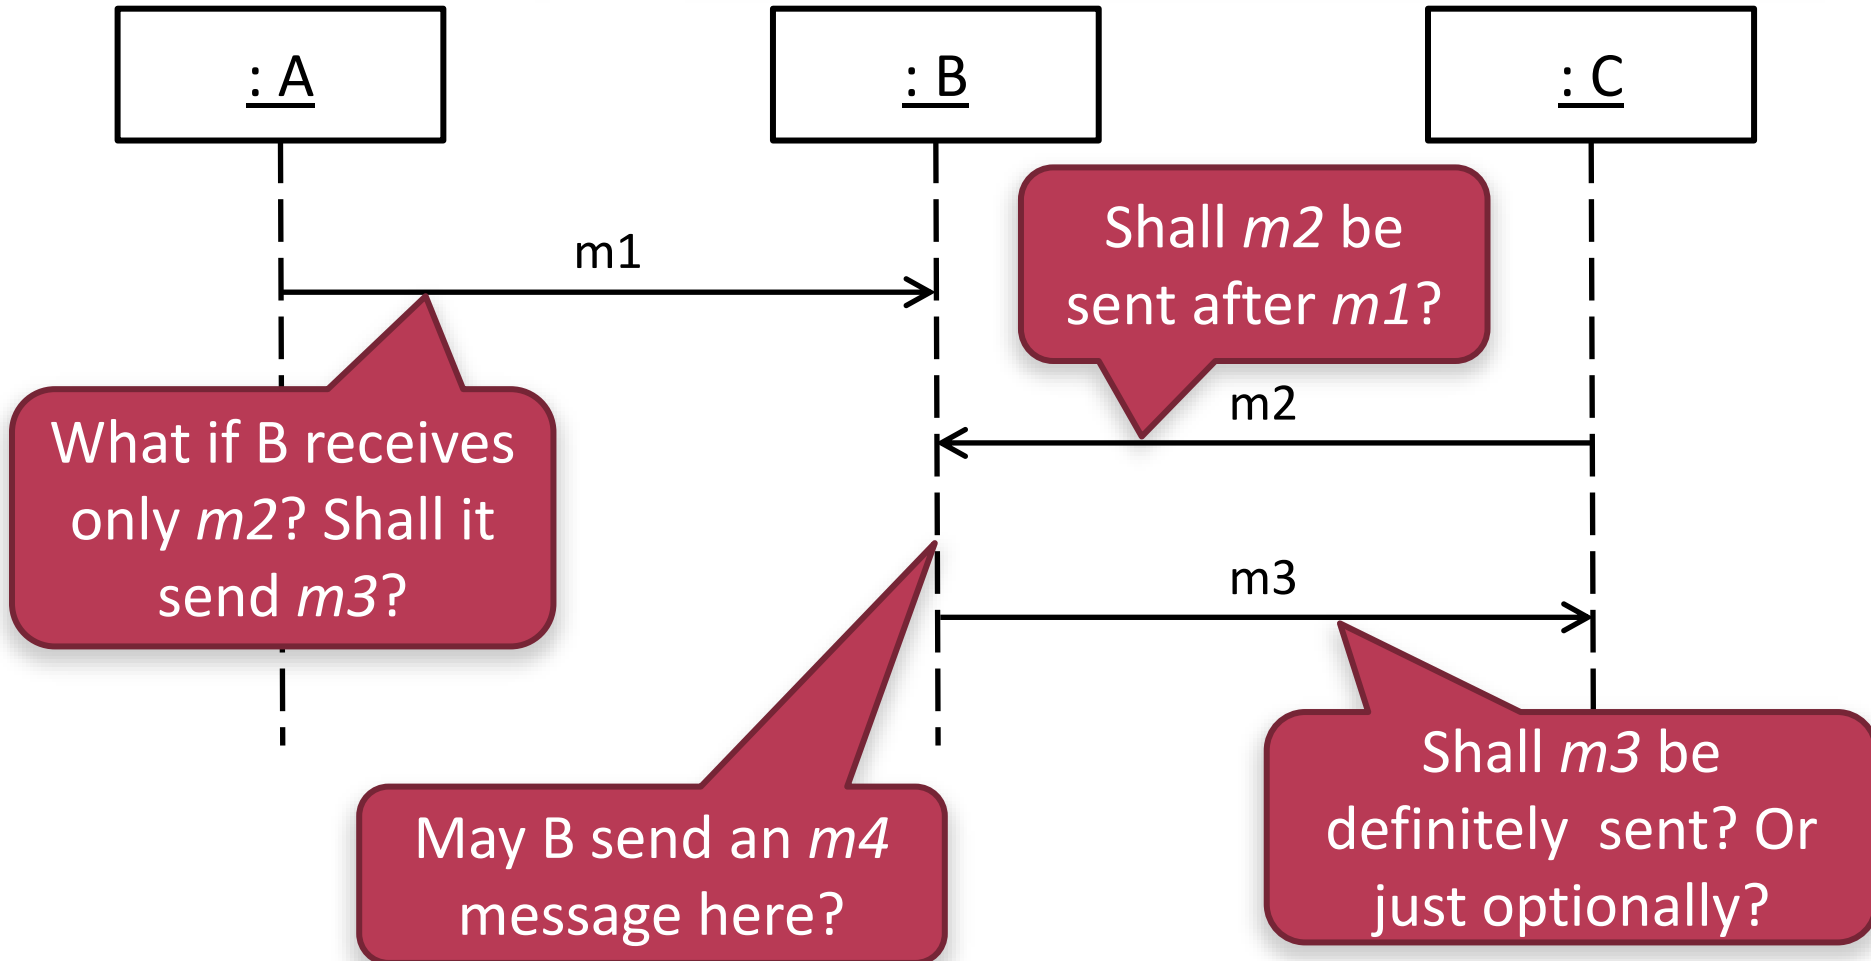 : A
: B
: C
m1
Shall m2 be
sent after m1?
m2
What if B receives
only m2? Shall it
send m3?
m3
May B send an m4
message here?
Shall m3 be
definitely  sent? Or
just optionally?